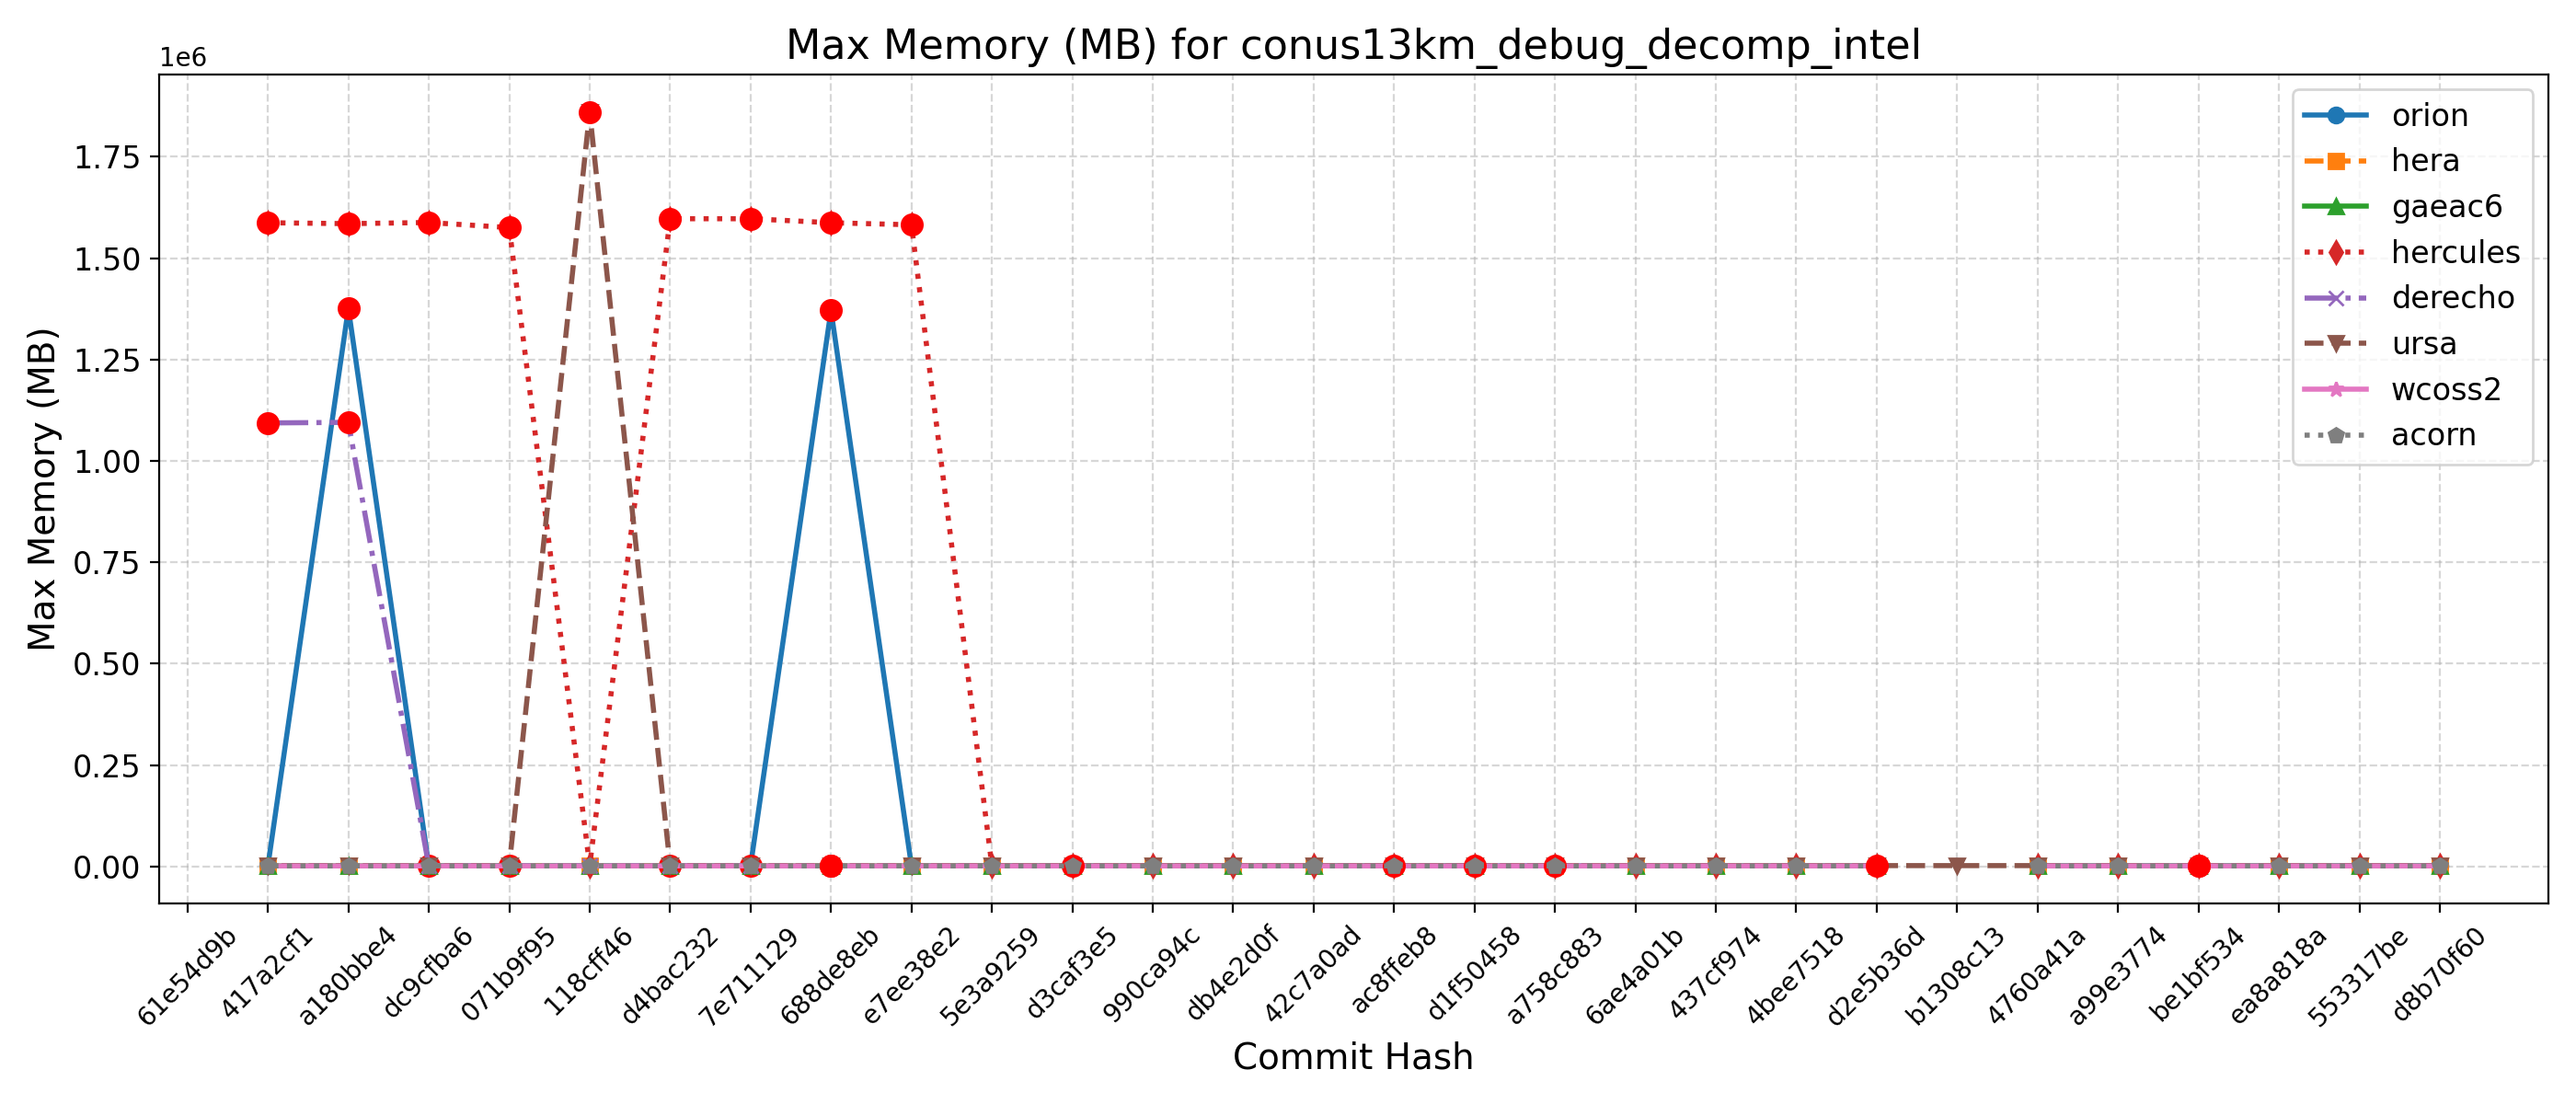 Max Memory (MB) for conus13km_debug_decomp_intel
1e6
1.75
1.50
1.25
1.00
0.75
0.50
0.25
0.00
Max Memory (MB)
orion
hera
gaeac6
hercules
derecho
ursa
wcoss2
acorn
61e54d9b
417a2cf1
a180bbe4
dc9cfba6
071b9f95
118cff46
d4bac232
7e711129
688de8eb
e7ee38e2
5e3a9259
d3caf3e5
990ca94c
db4e2d0f
42c7a0ad
ac8ffeb8
d1f50458
a758c883
6ae4a01b
437cf974
4bee7518
d2e5b36d
b1308c13
4760a41a
a99e3774
be1bf534
ea8a818a
553317be
d8b70f60
Commit Hash